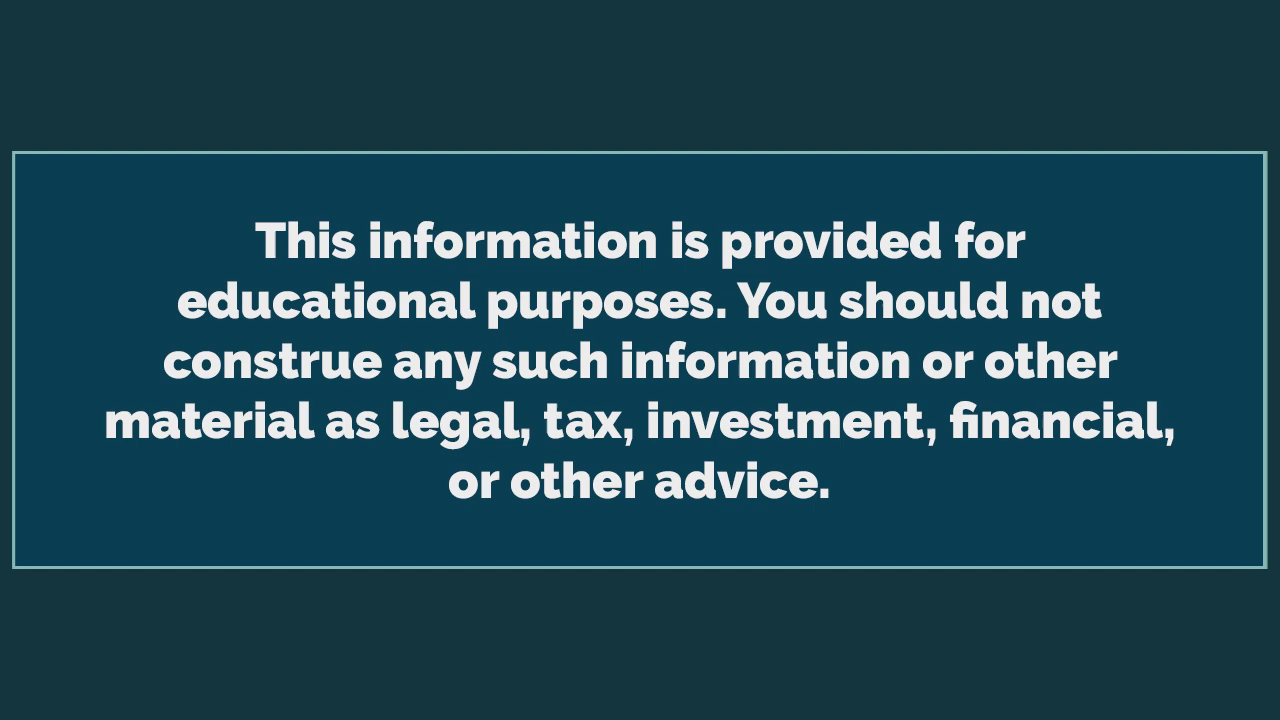 This information is provided for
educational purposes. You should not
construe any such information or other
material as legal, tax, investment, financial,
or other advice.